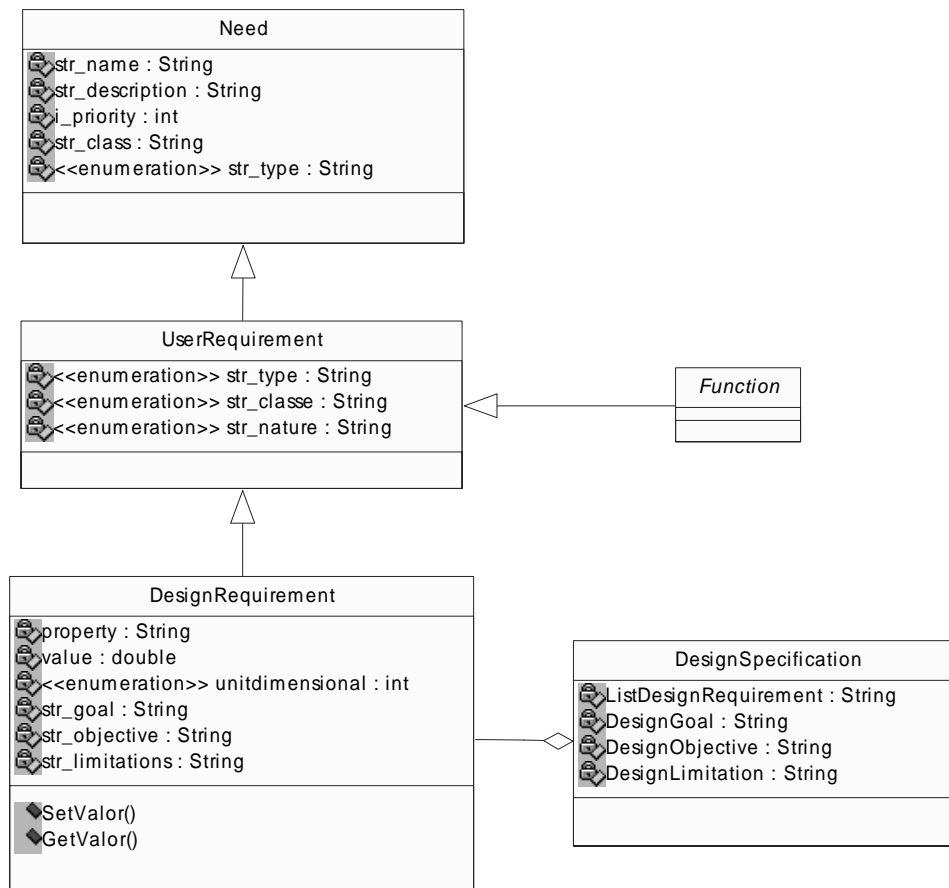 Need
str_name : String
str_description : String
i_priority : int
str_class : String
<<enumeration>> str_type : String
UserRequirement
<<enumeration>> str_type : String
<<enumeration>> str_classe : String
<<enumeration>> str_nature : String
Function
DesignRequirement
property : String
value : double
<<enumeration>> unitdimensional : int
str_goal : String
str_objective : String
str_limitations : String
SetValor()
GetValor()
DesignSpecification
ListDesignRequirement : String
DesignGoal : String
DesignObjective : String
DesignLimitation : String